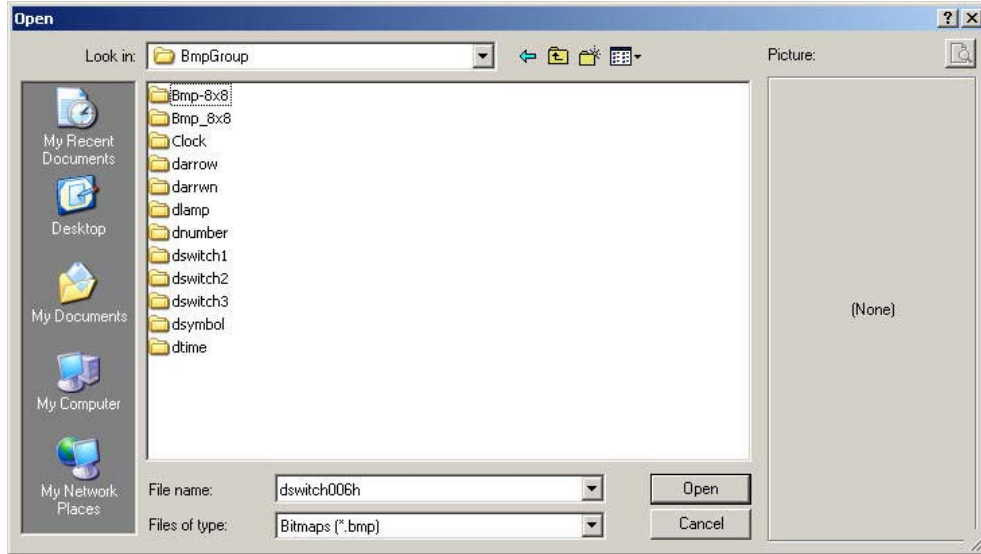 Open
Look in:
BmpGroup
Picture:
My Recent
Documents
Desktop
My Documents
My Computer
My Network
Places
Bmp-8x8
Bmp_8x8
Clock
darrow
darrwn
dlamp
dnumber
dswitch1
dswitch2
dswitch3
dsymbol
dtime
(None)
File name:
dswitch006h
Open
Files of type:
Bitmaps (*.bmp)
Cancel